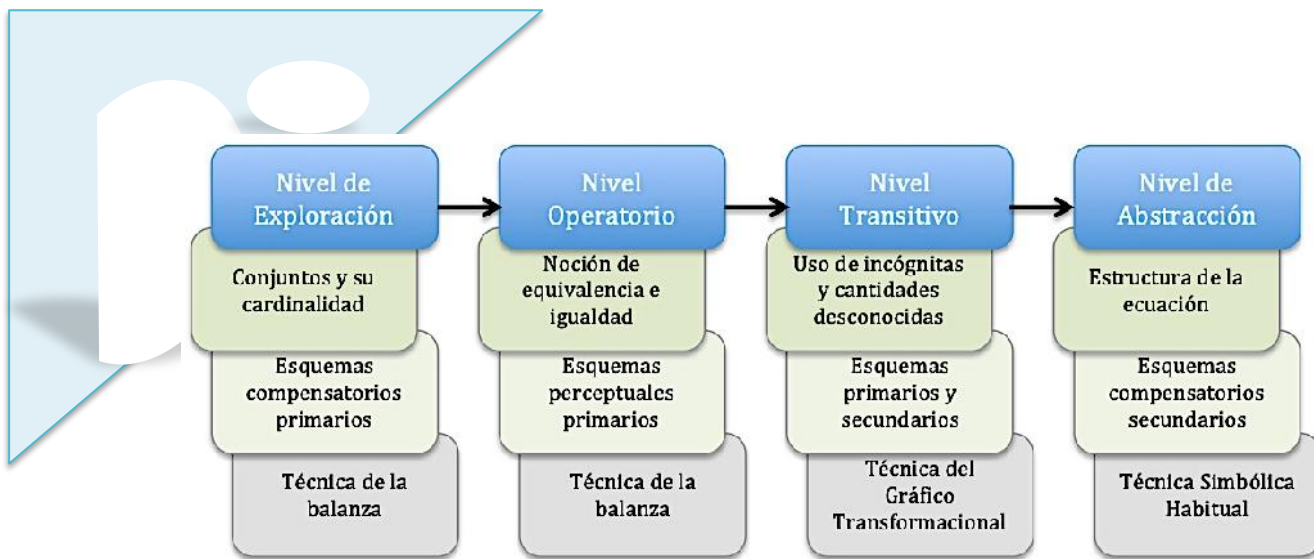 Nivel de
Exploración
Conjuntos y su
cardinalidad
Esquemas
compensatorios
primarios
Técnica de la
balanza
Nivel
Operatorio
Noción de
equivalencia e
igualdad
Esquemas
perceptuales
primarios
Técnica de la
balanza
Nivel
Transitivo
Uso de incógnitas
y cantidades
desconocidas
Esquemas
primarios y
secundarios
Técnica del
Gráfico
Transformacional
Nivel de
Abstracción
Estructura de la
ecuación
Esquemas
compensatorios
secundarios
Técnica Simbólica
Habitual